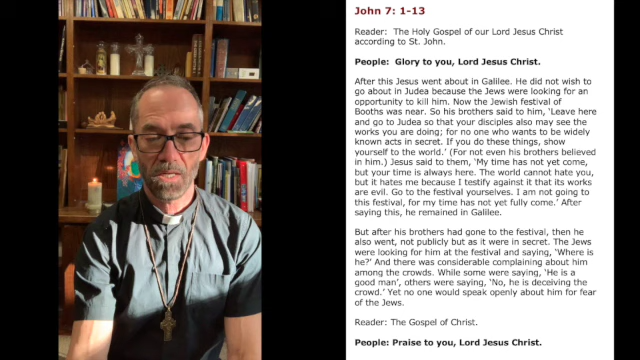 John 7: 1-13
Reader:  The Holy Gospel of our Lord Jesus Christ
according to St. John.
People:  Glory to you, Lord Jesus Christ.
After this Jesus went about in Galilee. He did not wish to
go about in Judea because the Jews were looking for an
opportunity to kill him. Now the Jewish festival of
Booths was near. So his brothers said to him, ‘Leave here
and go to Judea so that your disciples also may see the
works you are doing; for no one who wants to be widely
known acts in secret. If you do these things, show
yourself to the world.’ (For not even his brothers believed
in him.) Jesus said to them, ‘My time has not yet come,
but your time is always here. The world cannot hate you,
but it hates me because I testify against it that its works
are evil. Go to the festival yourselves. I am not going to
this festival, for my time has not yet fully come.’ After
saying this, he remained in Galilee.
But after his brothers had gone to the festival, then he
also went, not publicly but as it were in secret. The Jews
were looking for him at the festival and saying, ‘Where is
he?’ And there was considerable complaining about him
among the crowds. While some were saying, ‘He is a
good man’, others were saying, ‘No, he is deceiving the
crowd.’ Yet no one would speak openly about him for fear
of the Jews.
Reader: The Gospel of Christ.
People: Praise to you, Lord Jesus Christ.